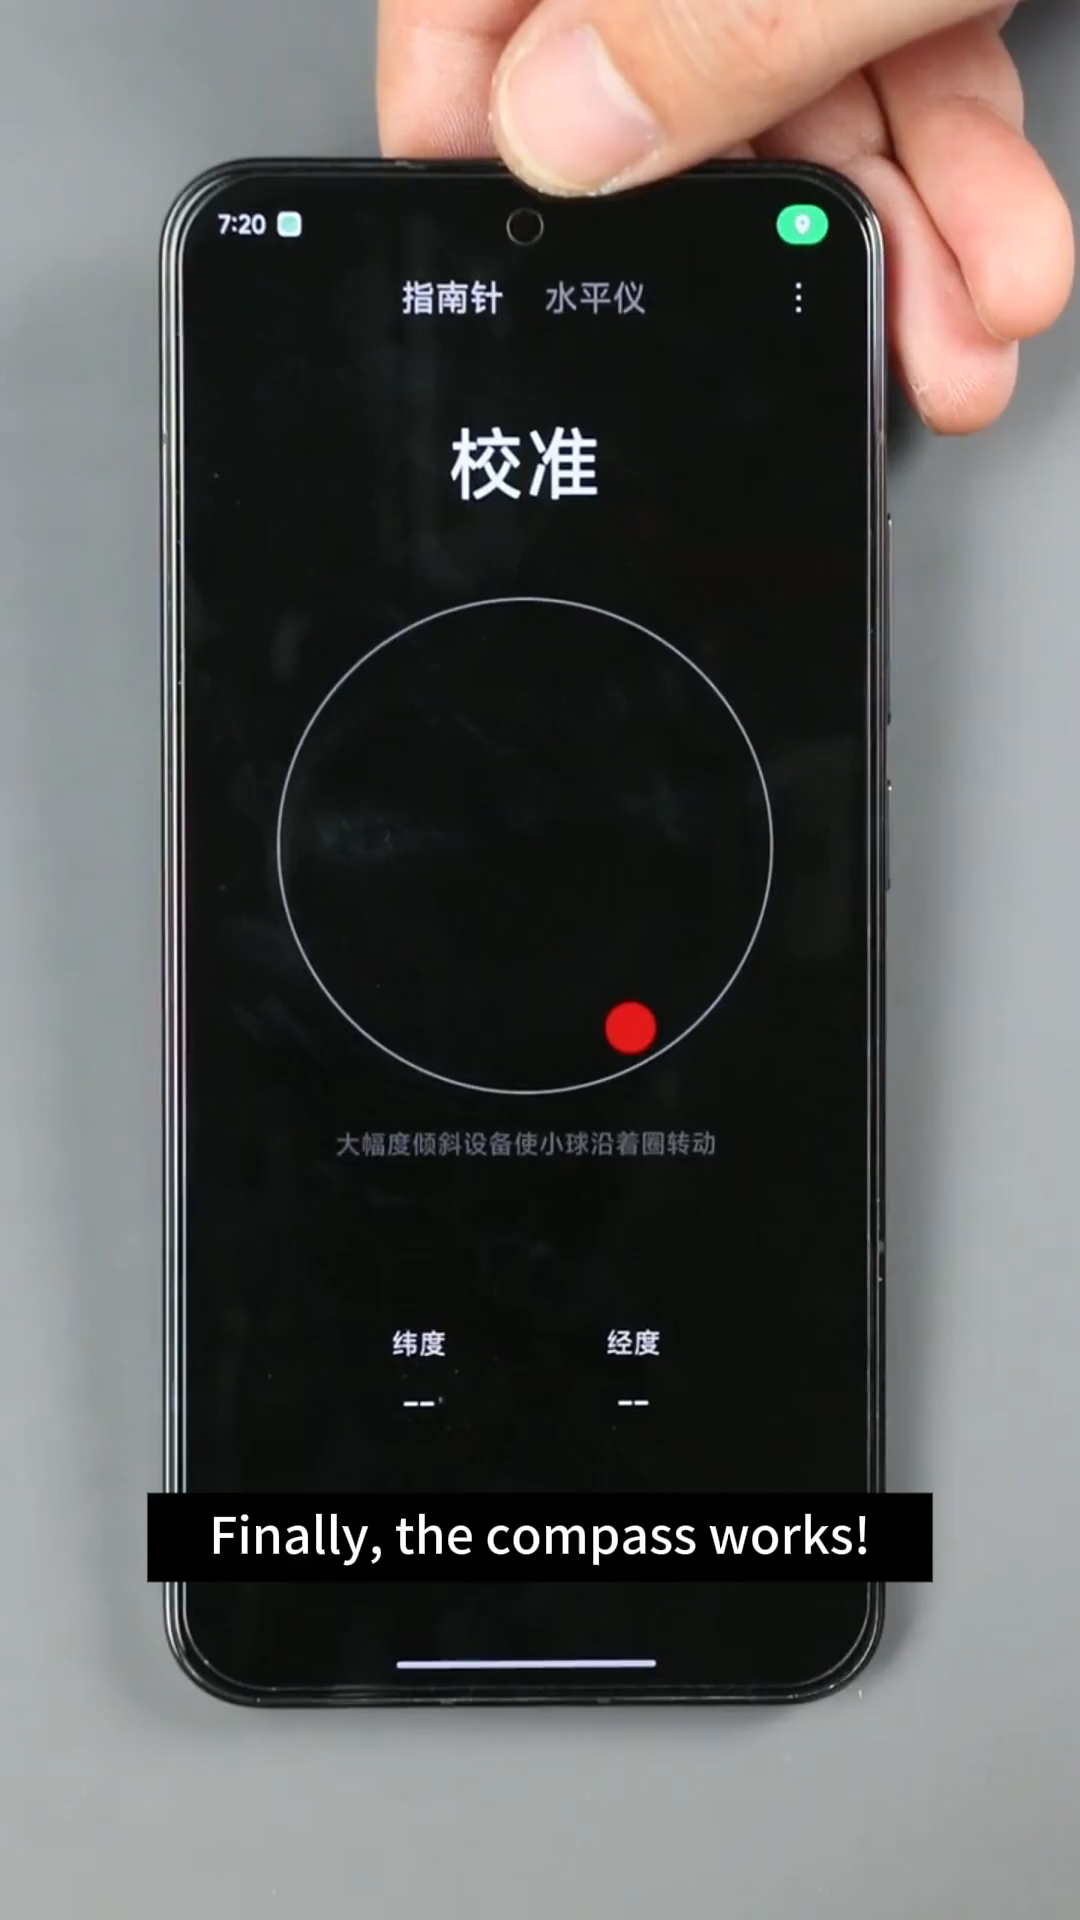 7:20
指南针 水平仪
校准
大幅度倾斜设备使小球沿着圈转动
纬度 经度
-- --
Finally, the compass works!